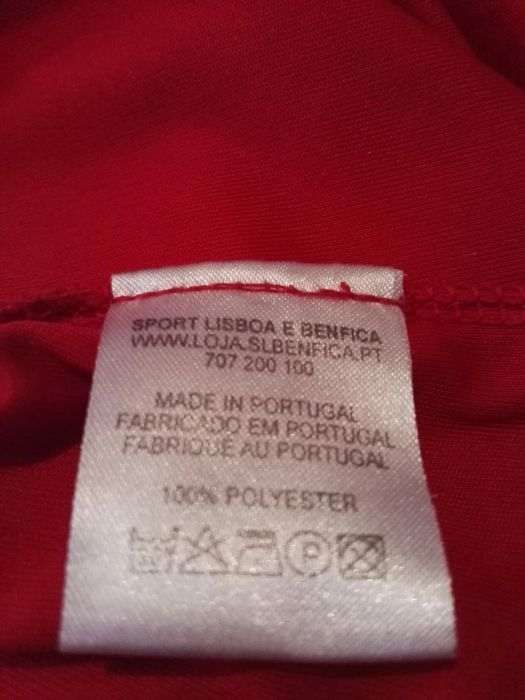 SPORT LISBOA E BENFICA
WWW.LOJA.SLBENFICA.PT
707 200 100
MADE IN PORTUGAL
FABRICADO EM PORTUGAL
FABRIQUÉ AU PORTUGAL
100% POLYESTER
P